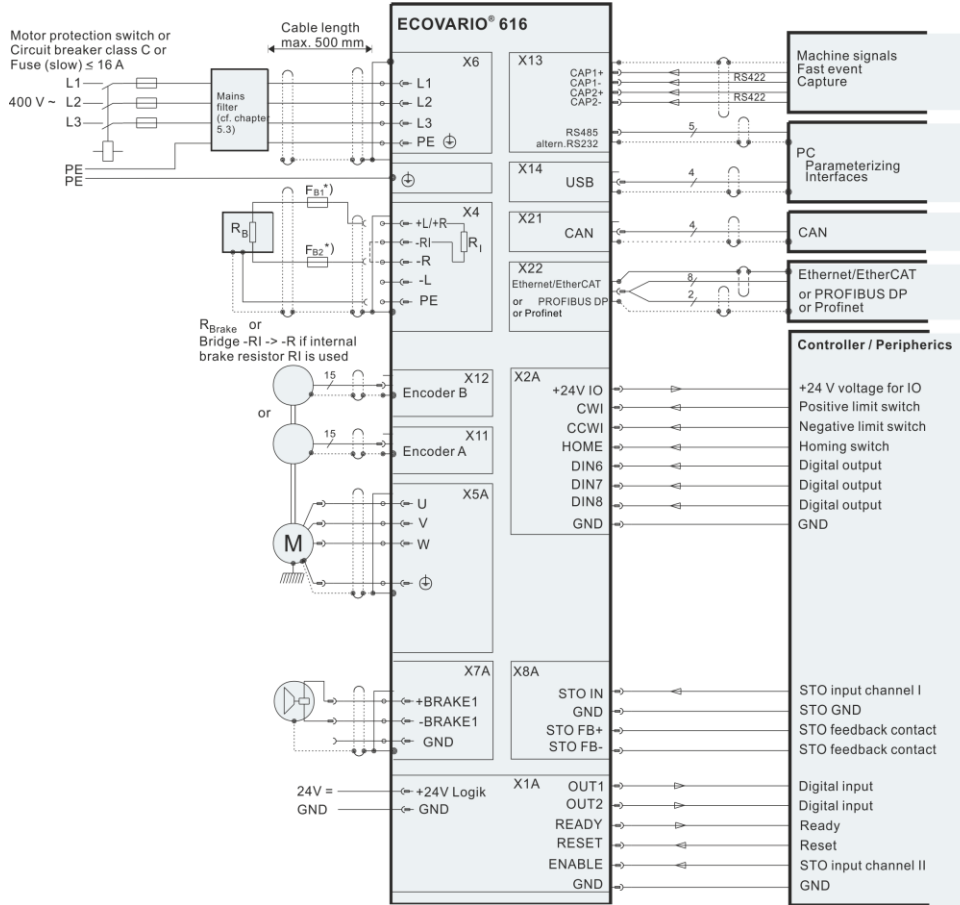 ECOVARIO® 616
Motor protection switch or
Circuit breaker class C or
Fuse (slow) ≤ 16 A
Cable length
max. 500 mm
L1
400 V ~ L2
L3
PE
PE
Mains
filter
(cf. chapter
5.3)
X6
L1
L2
L3
PE
X4
FB1*)
RB
FB2*)
+L/+R
-RI
RI
-R
-L
PE
RBrake or
Bridge -RI -> -R if internal
brake resistor RI is used
15
X12
Encoder B
or
15
X11
Encoder A
X5A
U
V
W
M
X7A
+BRAKE1
-BRAKE1
GND
24V =
+24V Logik
GND
GND
X13
CAP1+
CAP1-
CAP2+
CAP2-
RS422
RS422
RS485
altern.RS232
5
X14
USB
4
X21
CAN
4
X22
Ethernet/EtherCAT
or PROFIBUS DP
or Profinet
8
2
Machine signals
Fast event
Capture
PC
Parameterizing
Interfaces
CAN
Ethernet/EtherCAT
or PROFIBUS DP
or Profinet
Controller / Peripherics
X2A
+24V IO
+24 V voltage for IO
CWI
Positive limit switch
CCWI
Negative limit switch
HOME
Homing switch
DIN6
Digital output
DIN7
Digital output
DIN8
Digital output
GND
GND
X8A
STO IN
STO input channel I
GND
STO GND
STO FB+
STO feedback contact
STO FB-
STO feedback contact
X1A
OUT1
Digital input
OUT2
Digital input
READY
Ready
RESET
Reset
ENABLE
STO input channel II
GND
GND